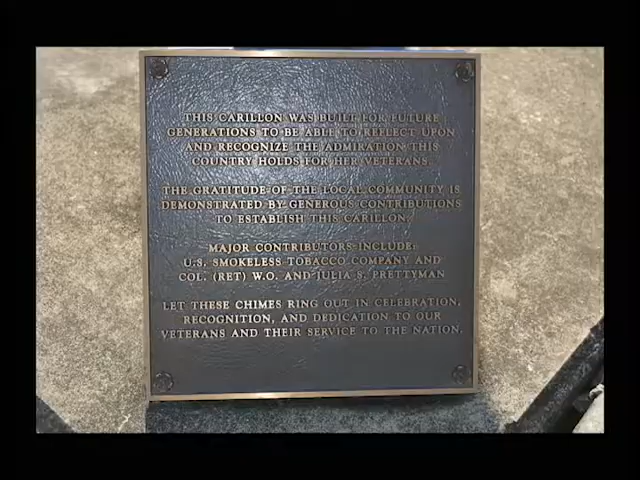 THIS CARILLON WAS BUILT FOR FUTURE
GENERATIONS TO BE ABLE TO REFLECT UPON
AND RECOGNIZE THE ADMIRATION THIS
COUNTRY HOLDS FOR HER VETERANS.
THE GRATITUDE OF THE LOCAL COMMUNITY IS
DEMONSTRATED BY GENEROUS CONTRIBUTIONS
TO ESTABLISH THIS CARILLON.
MAJOR CONTRIBUTORS INCLUDE:
U.S. SMOKELESS TOBACCO COMPANY AND
COL. (RET) W.O. AND JULIA S. PRETTYMAN
LET THESE CHIMES RING OUT IN CELEBRATION,
RECOGNITION, AND DEDICATION TO OUR
VETERANS AND THEIR SERVICE TO THE NATION.